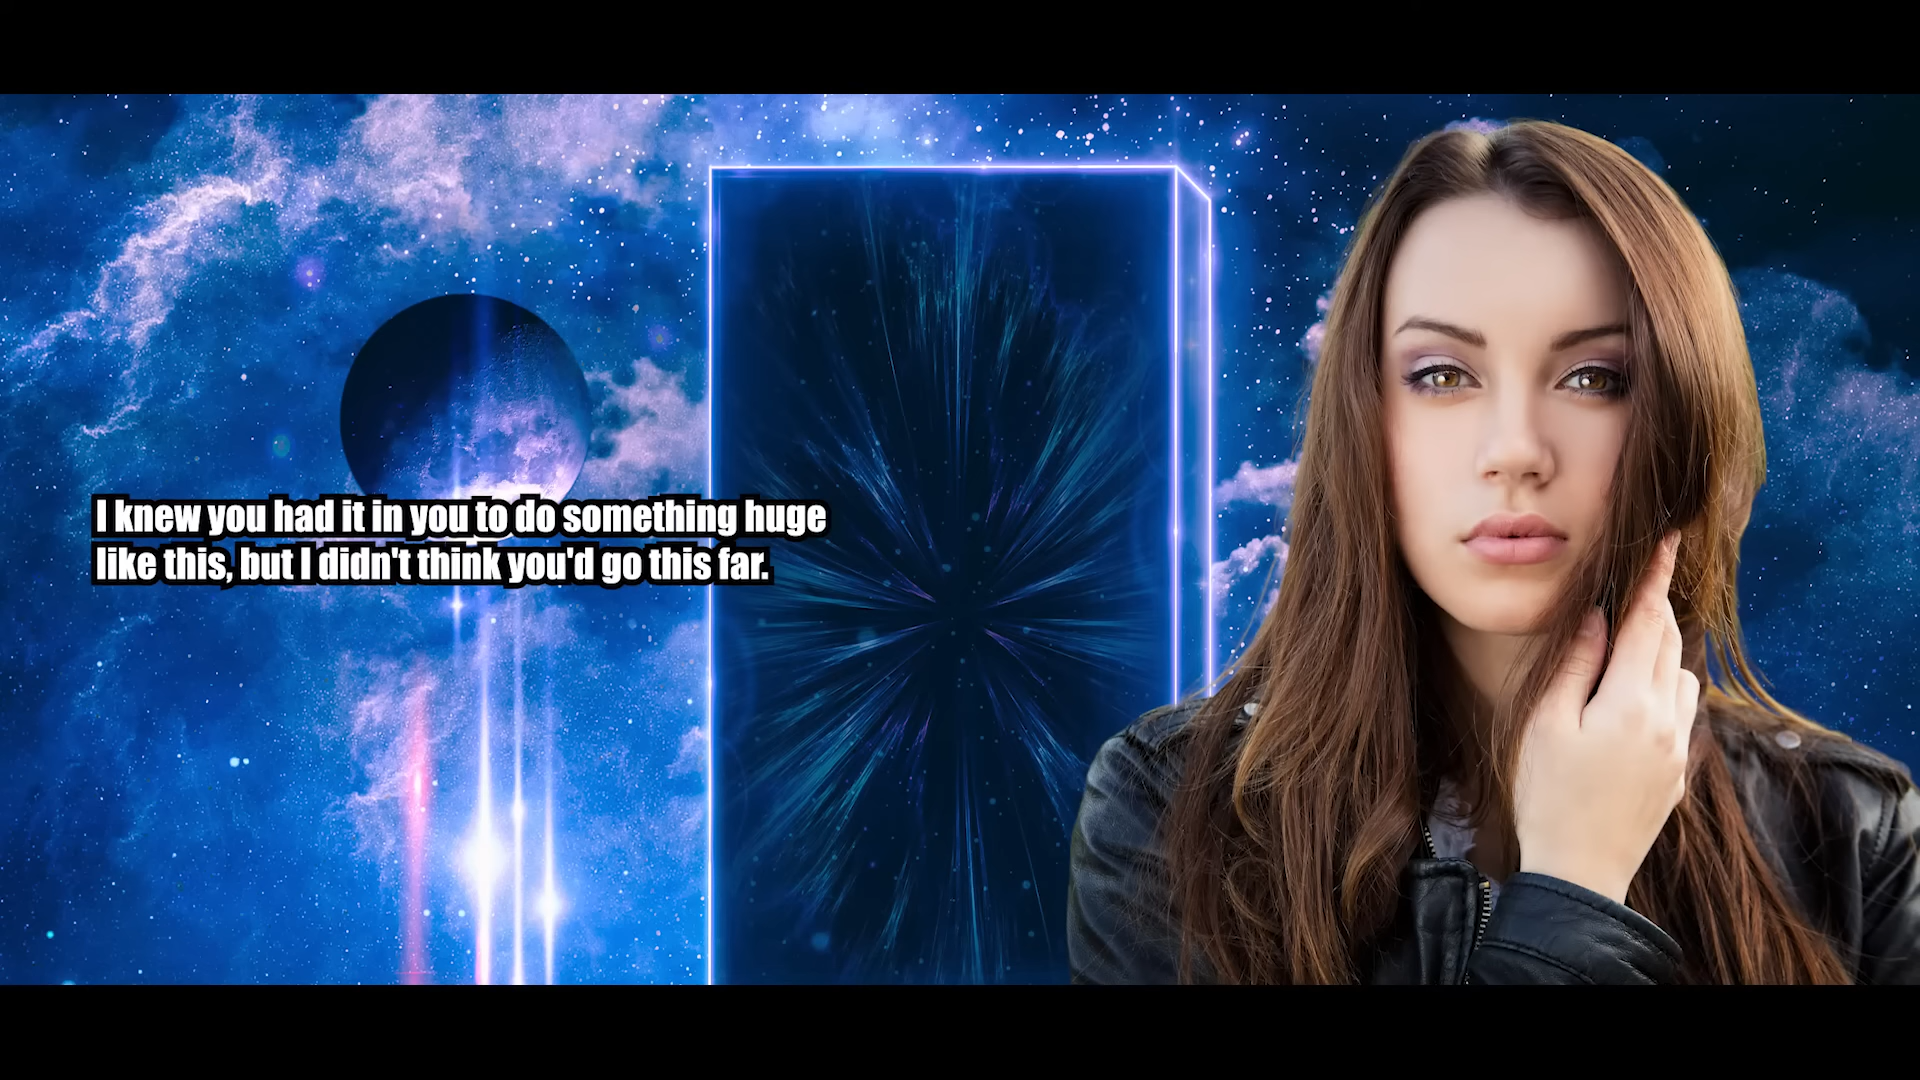 I knew you had it in you to do something huge
like this, but I didn't think you'd go this far.